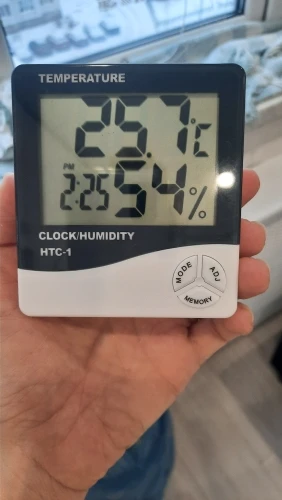 TEMPERATURE
25.7°C
PM
2:25 54%
CLOCK/HUMIDITY
HTC-1
MODE ADJ
MEMORY